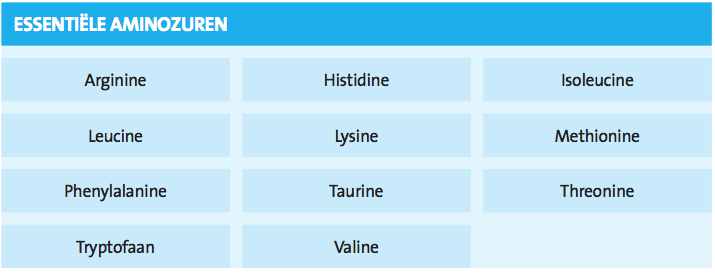 ESSENTIËLE AMINOZUREN
Arginine Histidine Isoleucine
Leucine Lysine Methionine
Phenylalanine Taurine Threonine
Tryptofaan Valine